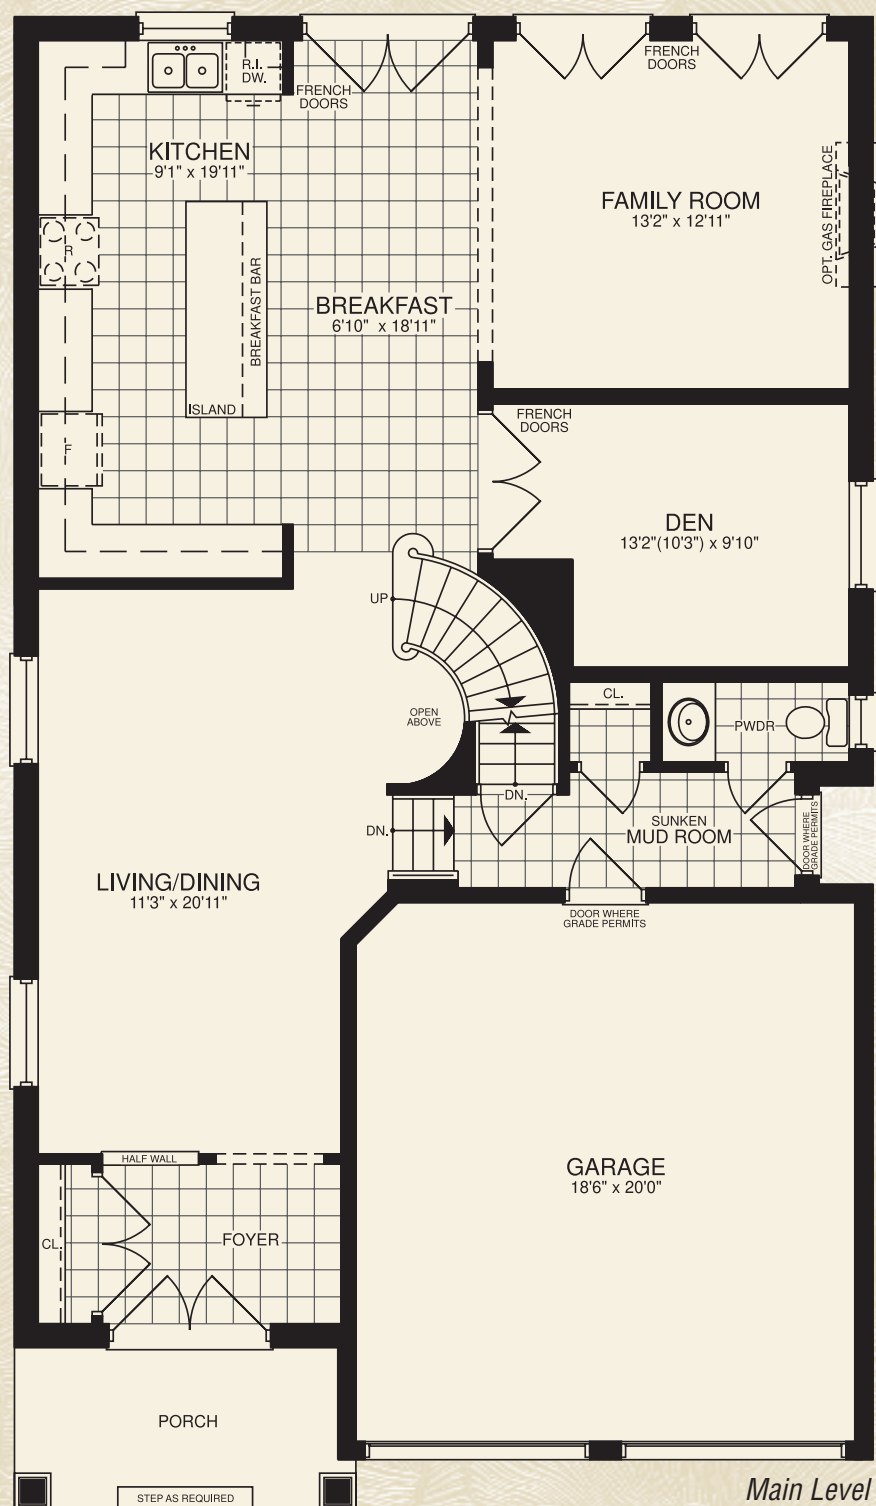 R.I.
DW.
FRENCH
DOORS
FRENCH
DOORS
KITCHEN
9'1" x 19'11"
FAMILY ROOM
13'2" x 12'11"
OPT. GAS FIREPLACE
R
BREAKFAST BAR
BREAKFAST
6'10" x 18'11"
ISLAND
FRENCH
DOORS
F
DEN
13'2"(10'3") x 9'10"
UP
CL.
OPEN
ABOVE
PWDR
DN.
DN.
SUNKEN
MUD ROOM
DOOR WHERE
GRADE PERMITS
LIVING/DINING
11'3" x 20'11"
DOOR WHERE
GRADE PERMITS
HALF WALL
GARAGE
18'6" x 20'0"
CL.
FOYER
PORCH
STEP AS REQUIRED
Main Level